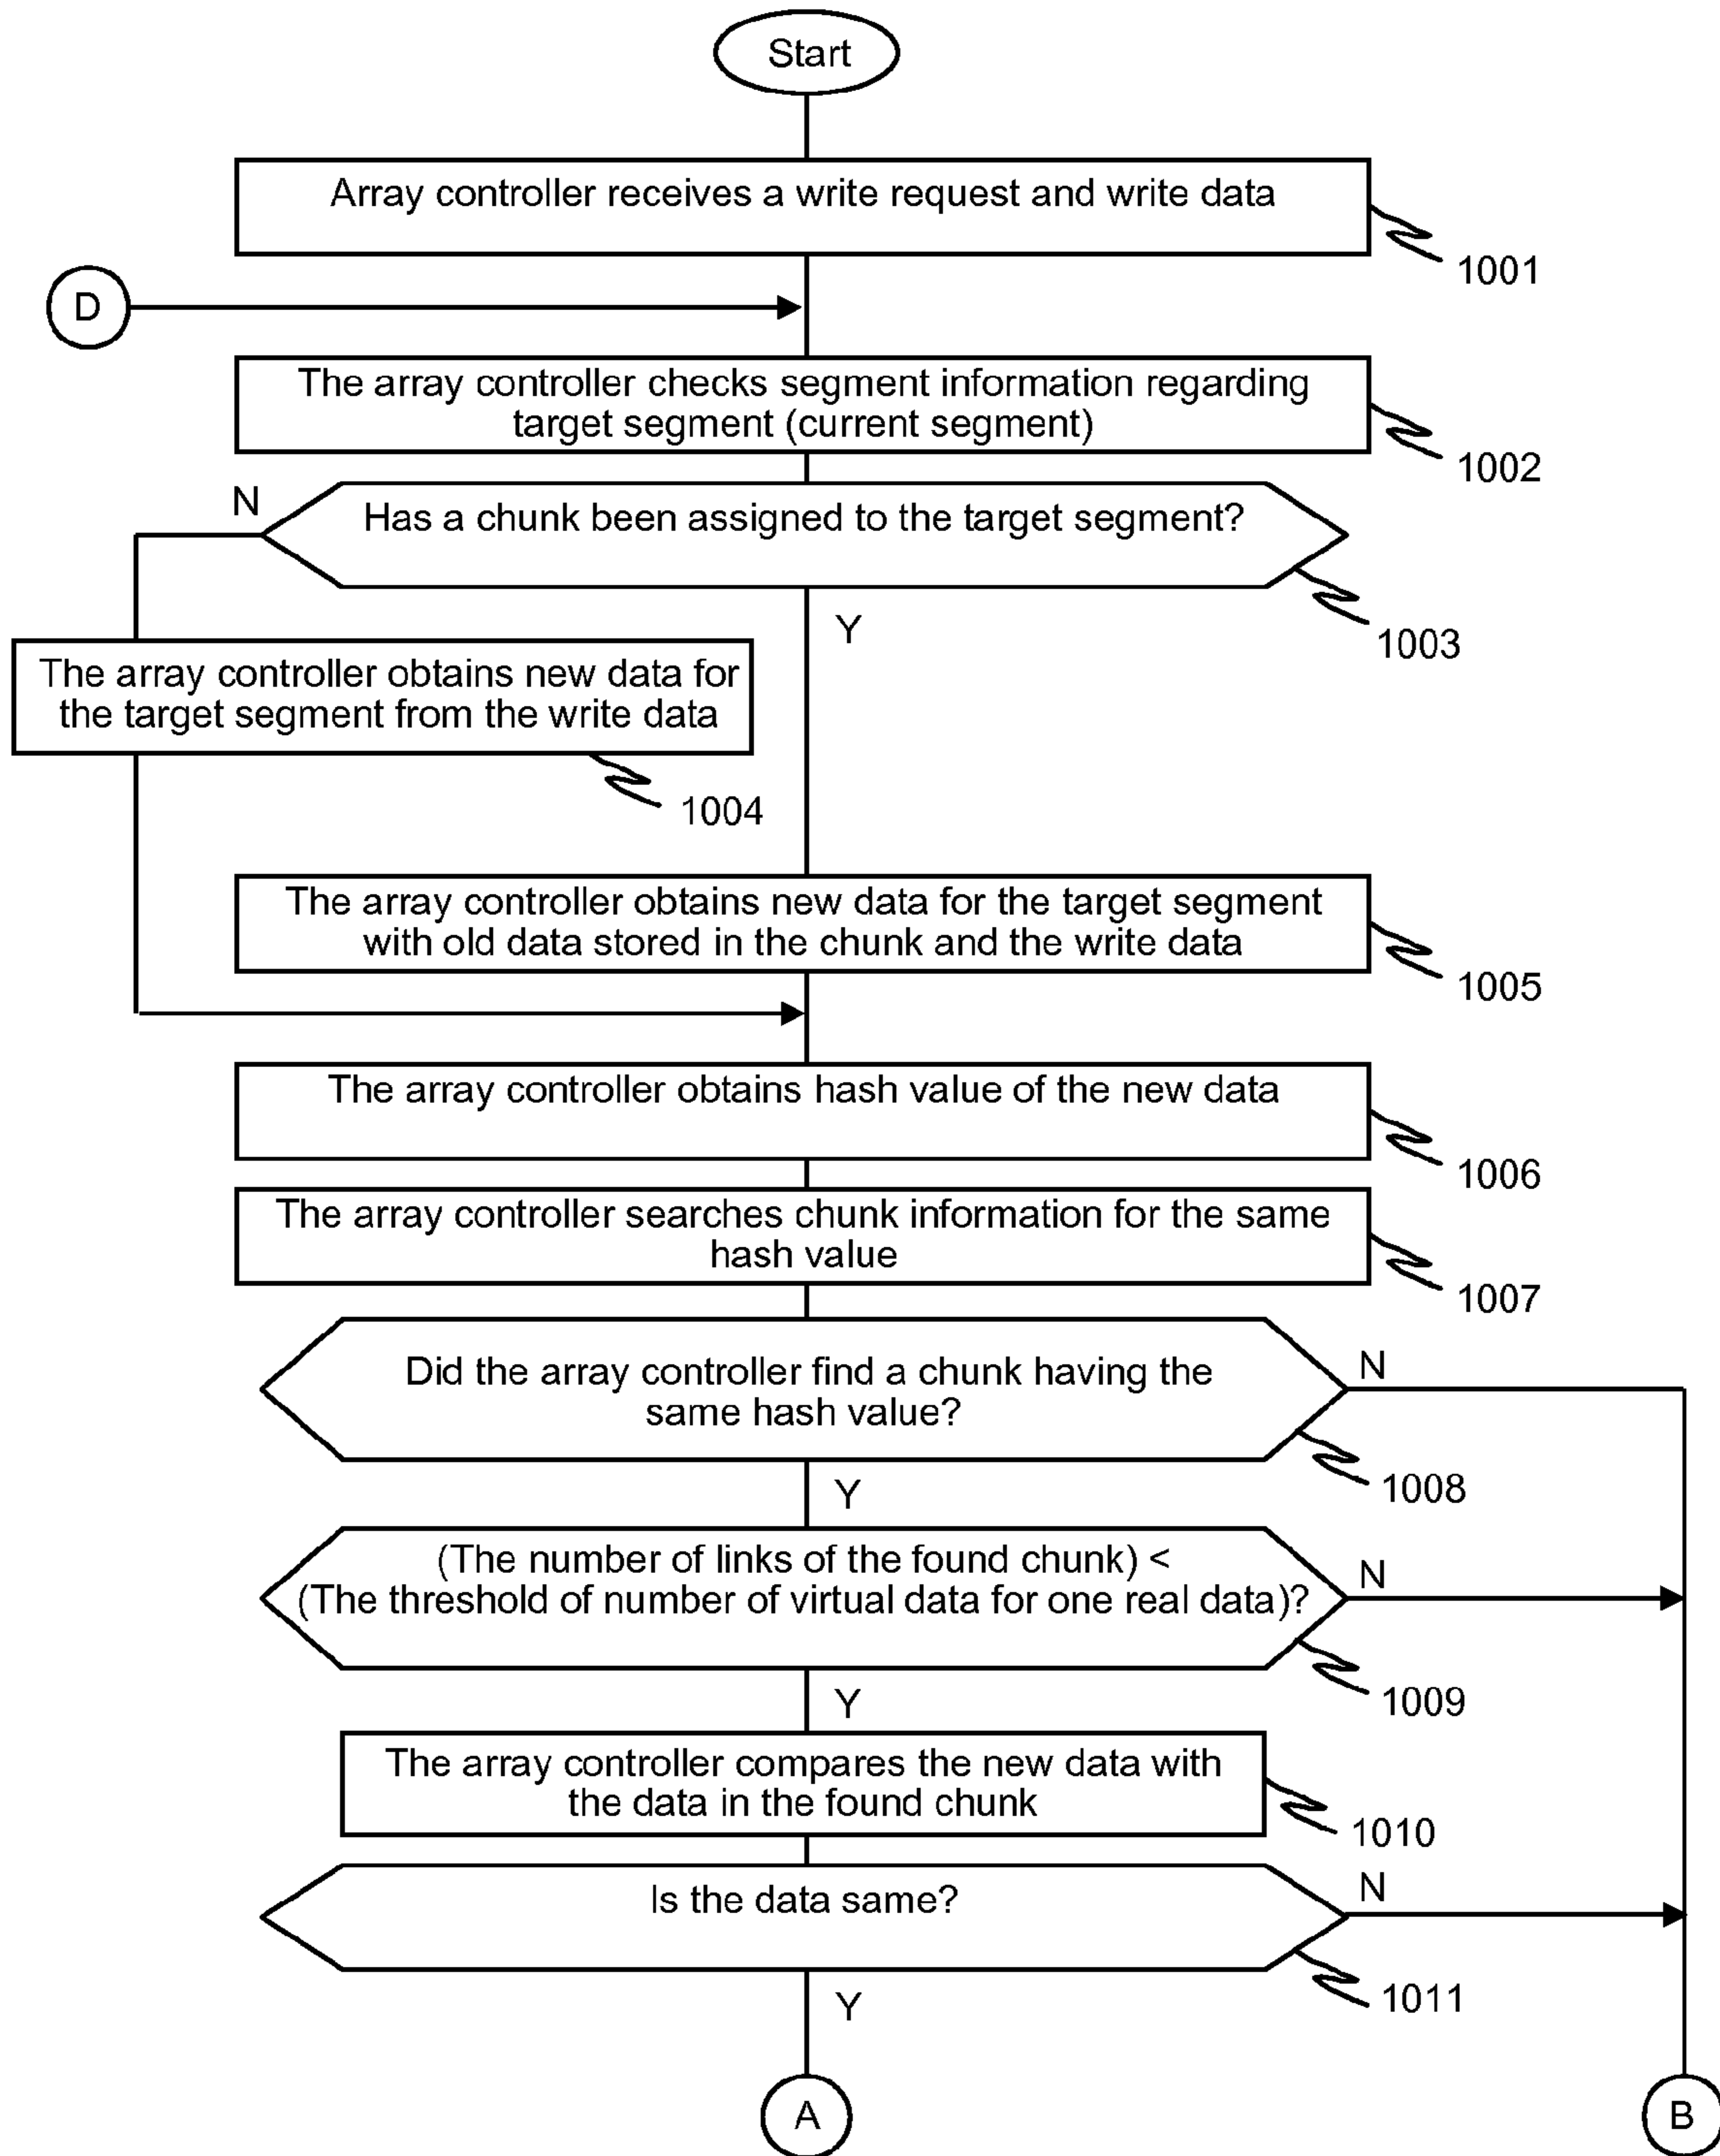 Start
Array controller receives a write request and write data
1001
D
The array controller checks segment information regarding
target segment (current segment)
1002
N
Has a chunk been assigned to the target segment?
1003
Y
The array controller obtains new data for
the target segment from the write data
1004
The array controller obtains new data for the target segment
with old data stored in the chunk and the write data
1005
The array controller obtains hash value of the new data
1006
The array controller searches chunk information for the same
hash value
1007
Did the array controller find a chunk having the
same hash value?
N
1008
Y
(The number of links of the found chunk) <
(The threshold of number of virtual data for one real data)?
N
1009
Y
The array controller compares the new data with
the data in the found chunk
1010
Is the data same?
N
1011
Y
A
B